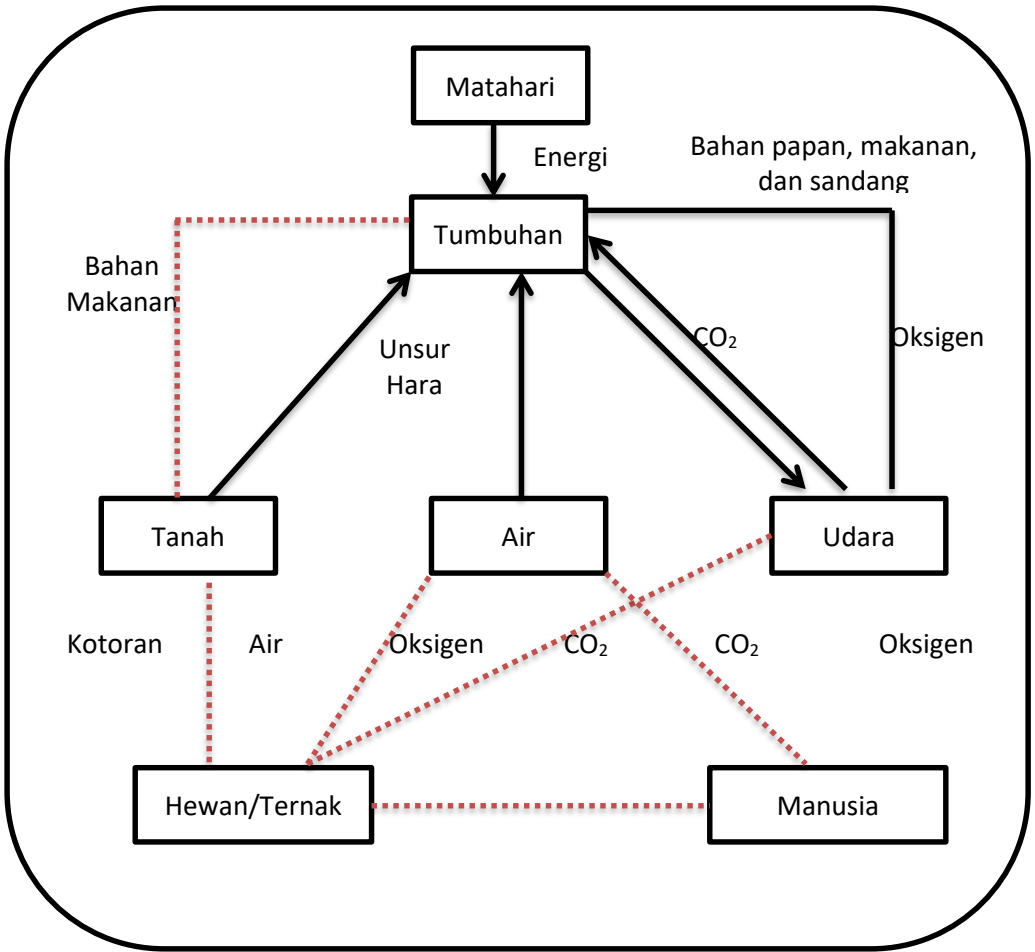 Matahari
Energi
Bahan papan, makanan,
dan sandang
Tumbuhan
Bahan
Makanan
Unsur
Hara
CO₂
Oksigen
Tanah
Air
Udara
Kotoran
Air
Oksigen
CO₂
CO₂
Oksigen
Hewan/Ternak
Manusia